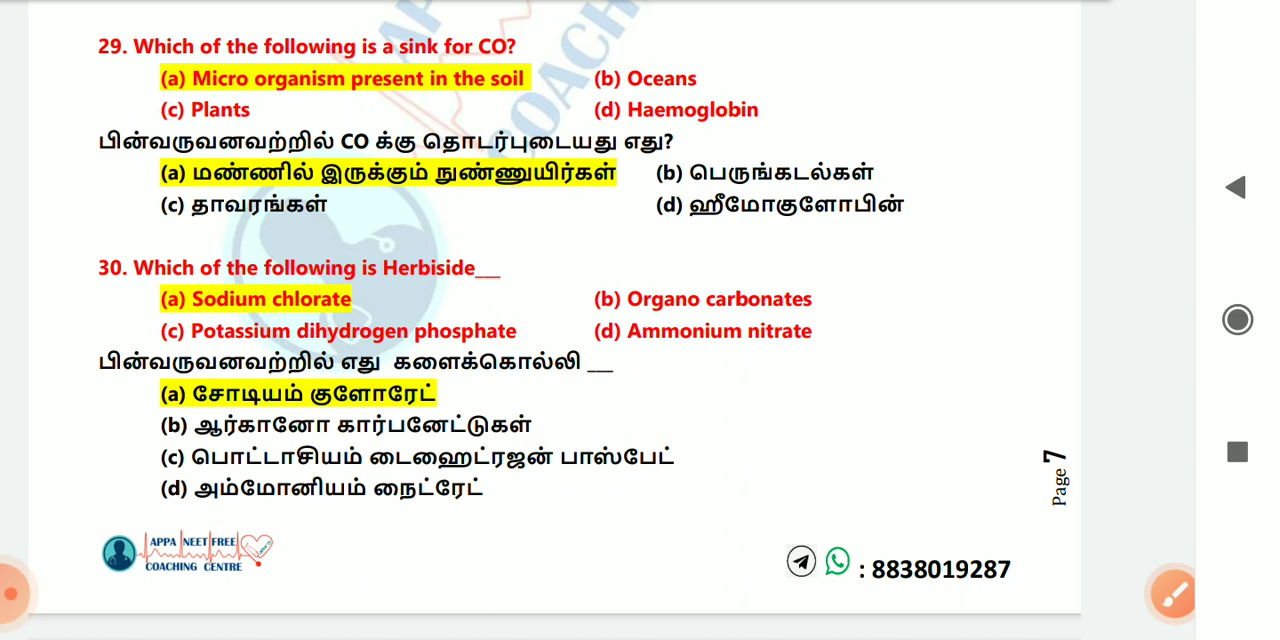 29. Which of the following is a sink for CO?
(a) Micro organism present in the soil (b) Oceans
(c) Plants (d) Haemoglobin
பின்வருவனவற்றில் CO க்கு தொடர்புடையது எது?
(a) மண்ணில் இருக்கும் நுண்ணுயிர்கள் (b) பெருங்கடல்கள்
(c) தாவரங்கள் (d) ஹீமோகுளோபின்
30. Which of the following is Herbiside___
(a) Sodium chlorate (b) Organo carbonates
(c) Potassium dihydrogen phosphate (d) Ammonium nitrate
பின்வருவனவற்றில் எது களைக்கொல்லி ___
(a) சோடியம் குளோரேட்
(b) ஆர்கானோ கார்பனேட்டுகள்
(c) பொட்டாசியம் டைஹைட்ரஜன் பாஸ்பேட்
(d) அம்மோனியம் நைட்ரேட்
Page 7
APPA NEET FREE
COACHING CENTRE
: 8838019287